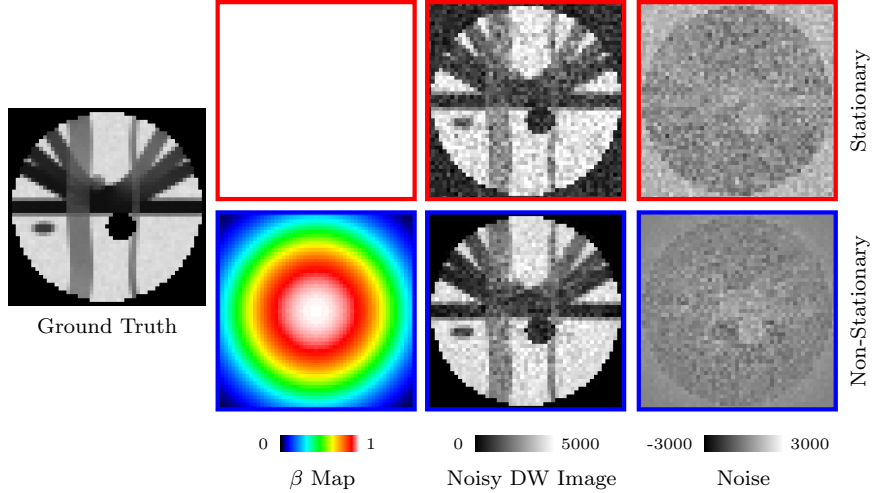 Stationary
Ground Truth
Non-Stationary
0 1
0 5000
-3000 3000
β Map
Noisy DW Image
Noise